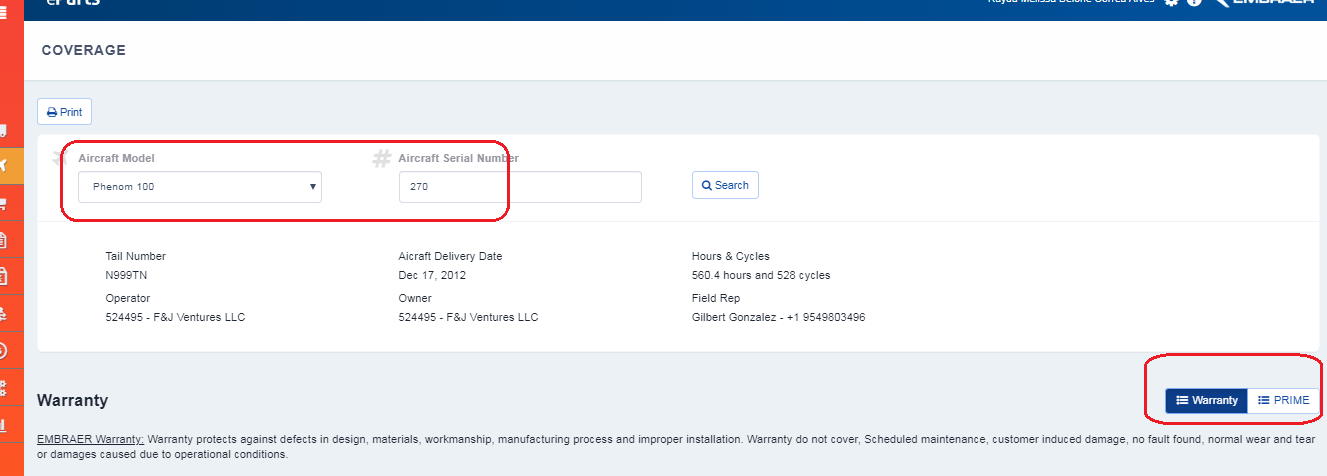 eParts
EMBRAER
COVERAGE
Print
Aircraft Model
# Aircraft Serial Number
Phenom 100
270
Search
Tail Number
Aicraft Delivery Date
Hours & Cycles
N999TN
Dec 17, 2012
560.4 hours and 528 cycles
Operator
Owner
Field Rep
524495 - F&J Ventures LLC
524495 - F&J Ventures LLC
Gilbert Gonzalez - +1 9549803496
Warranty
Warranty
PRIME
EMBRAER Warranty: Warranty protects against defects in design, materials, workmanship, manufacturing process and improper installation. Warranty do not cover, Scheduled maintenance, customer induced damage, no fault found, normal wear and tear
or damages caused due to operational conditions.